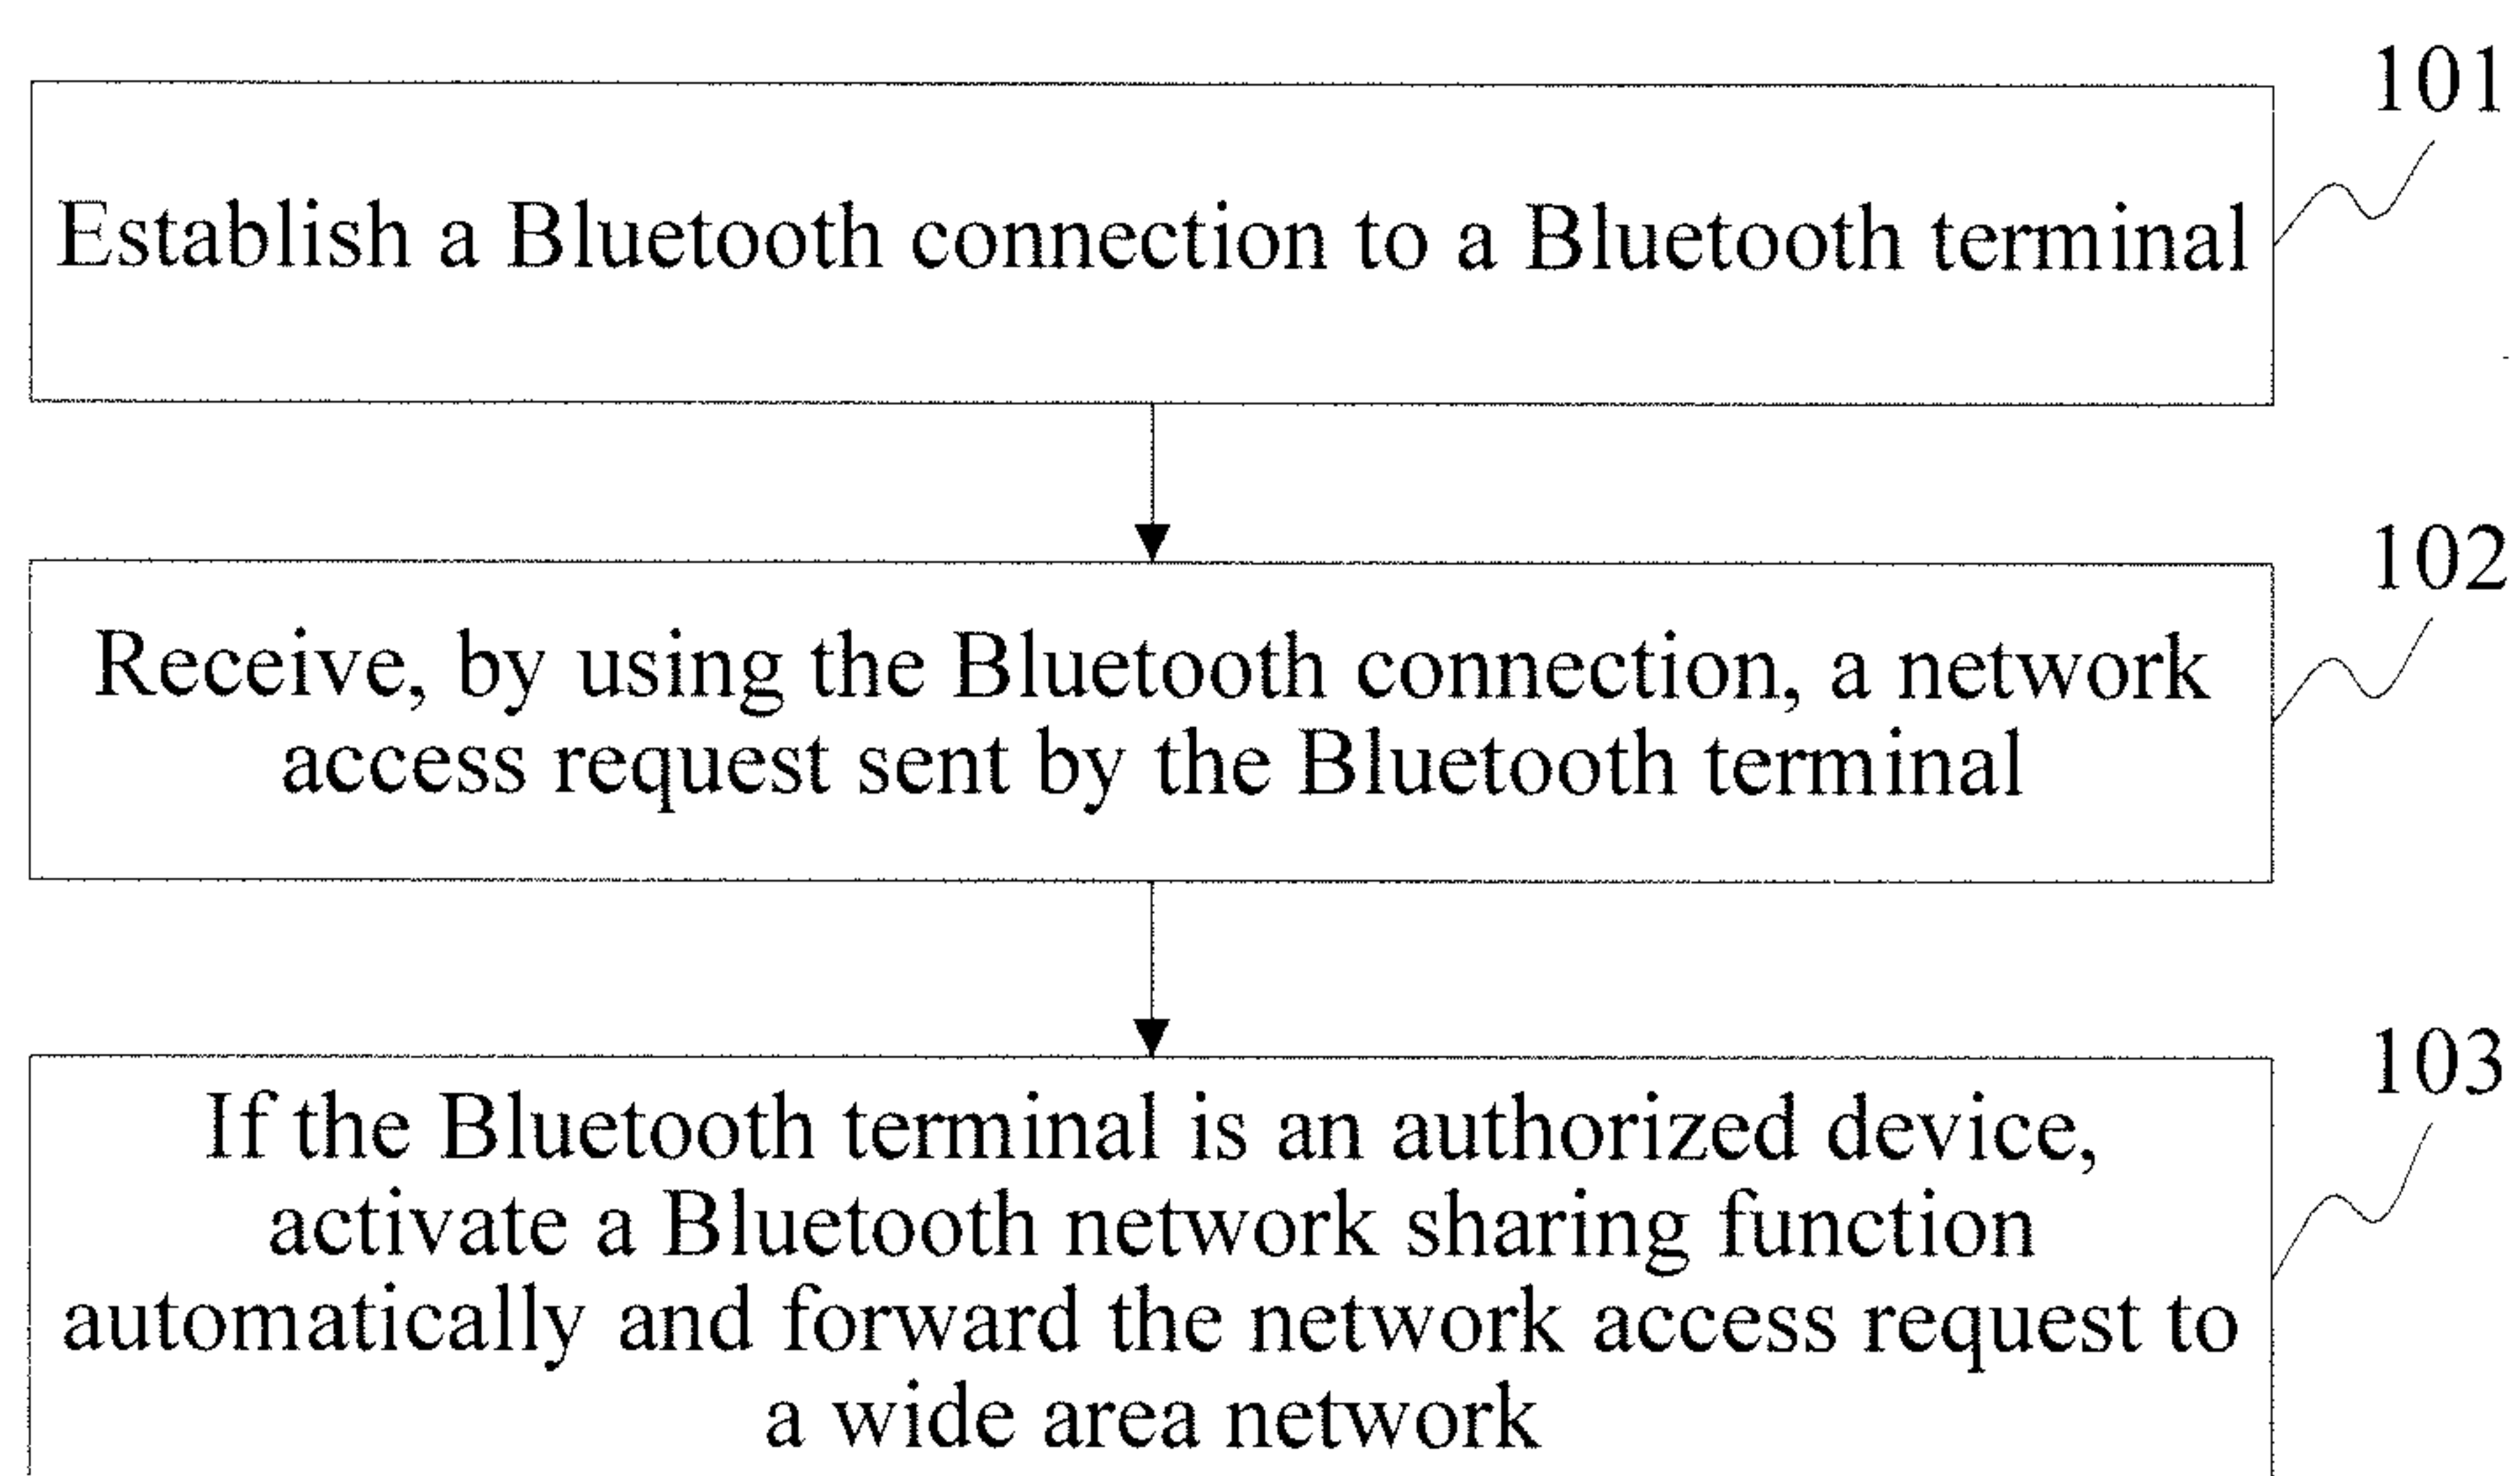 101
Establish a Bluetooth connection to a Bluetooth terminal
102
Receive, by using the Bluetooth connection, a network
access request sent by the Bluetooth terminal
103
If the Bluetooth terminal is an authorized device,
activate a Bluetooth network sharing function
automatically and forward the network access request to
a wide area network